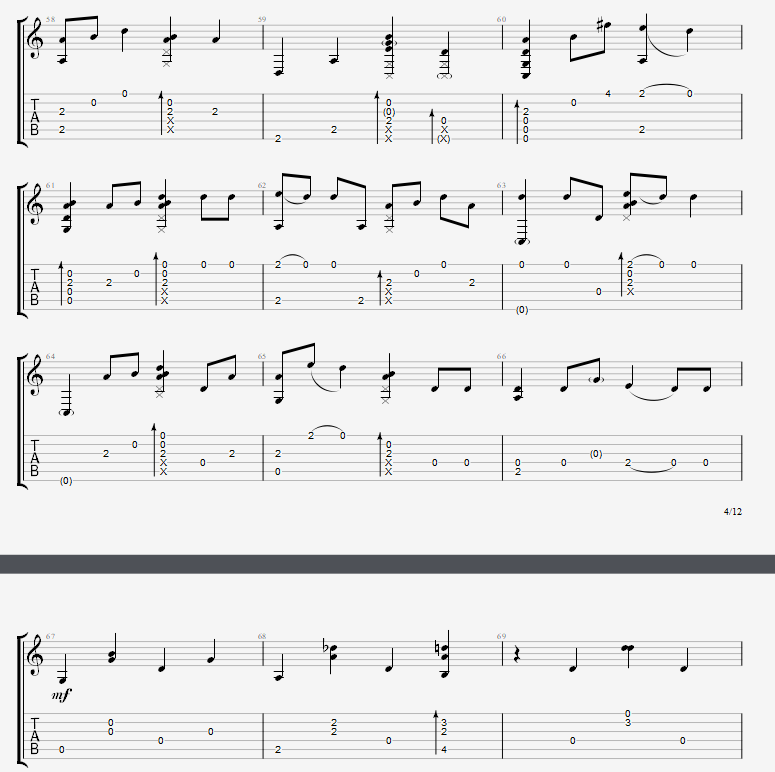 58 59 60
0 0 4 2 0
T 0 0 0 0
A 2 2 2 (0) 2
X 2 0 0
B 2 X 2 X X 0 2
2 X (X) 0
61 62 63
0 0 0 2 0 0 0 0 0 2 0 0
T 0 0 0 0 0
A 2 2 2 2 2 2
0 X X 0 X
B 0 X 2 2 X
(0)
64 65 66
0 2 0
T 0 0 0
A 2 2 2 2 2 (0)
X 0 X 0 0 0 0 2 0 0
B X 0 X 2
(0)
4/12
67 68 69
mf
0
T 0 2 3 3
A 0 0 2 2
0 0 0 0
B 0 2 4